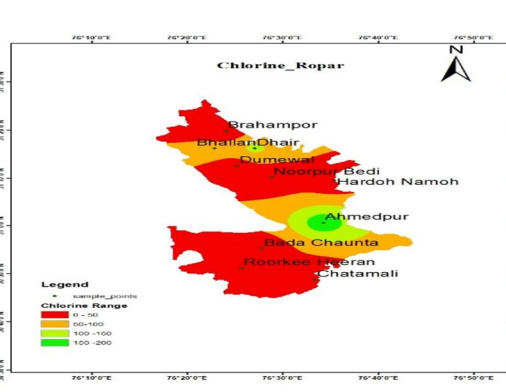 76°10'0"E 76°20'0"E 76°30'0"E 76°40'0"E 76°50'0"E
Chlorine_Ropar
N
Brahampor
Bhallan Dhair
Dumewal
Noorpur Bedi
Hardoh Namoh
Ahmedpur
Bada Chaunta
Roorkee Heeran
Chatamali
Legend
sample_points
Chlorine Range
0 - 50
50-100
100 -150
150 -200
76°10'0"E 76°20'0"E 76°30'0"E 76°40'0"E 76°50'0"E